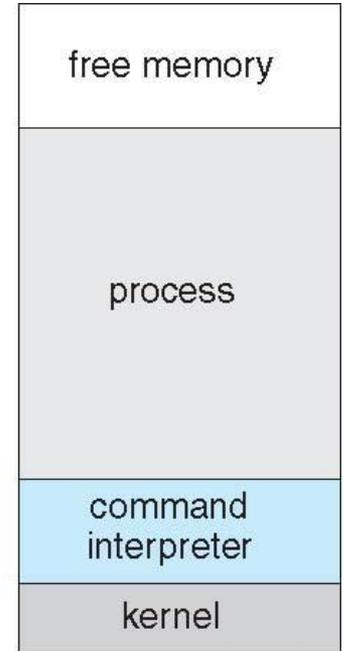 free memory
process
command
interpreter
kernel